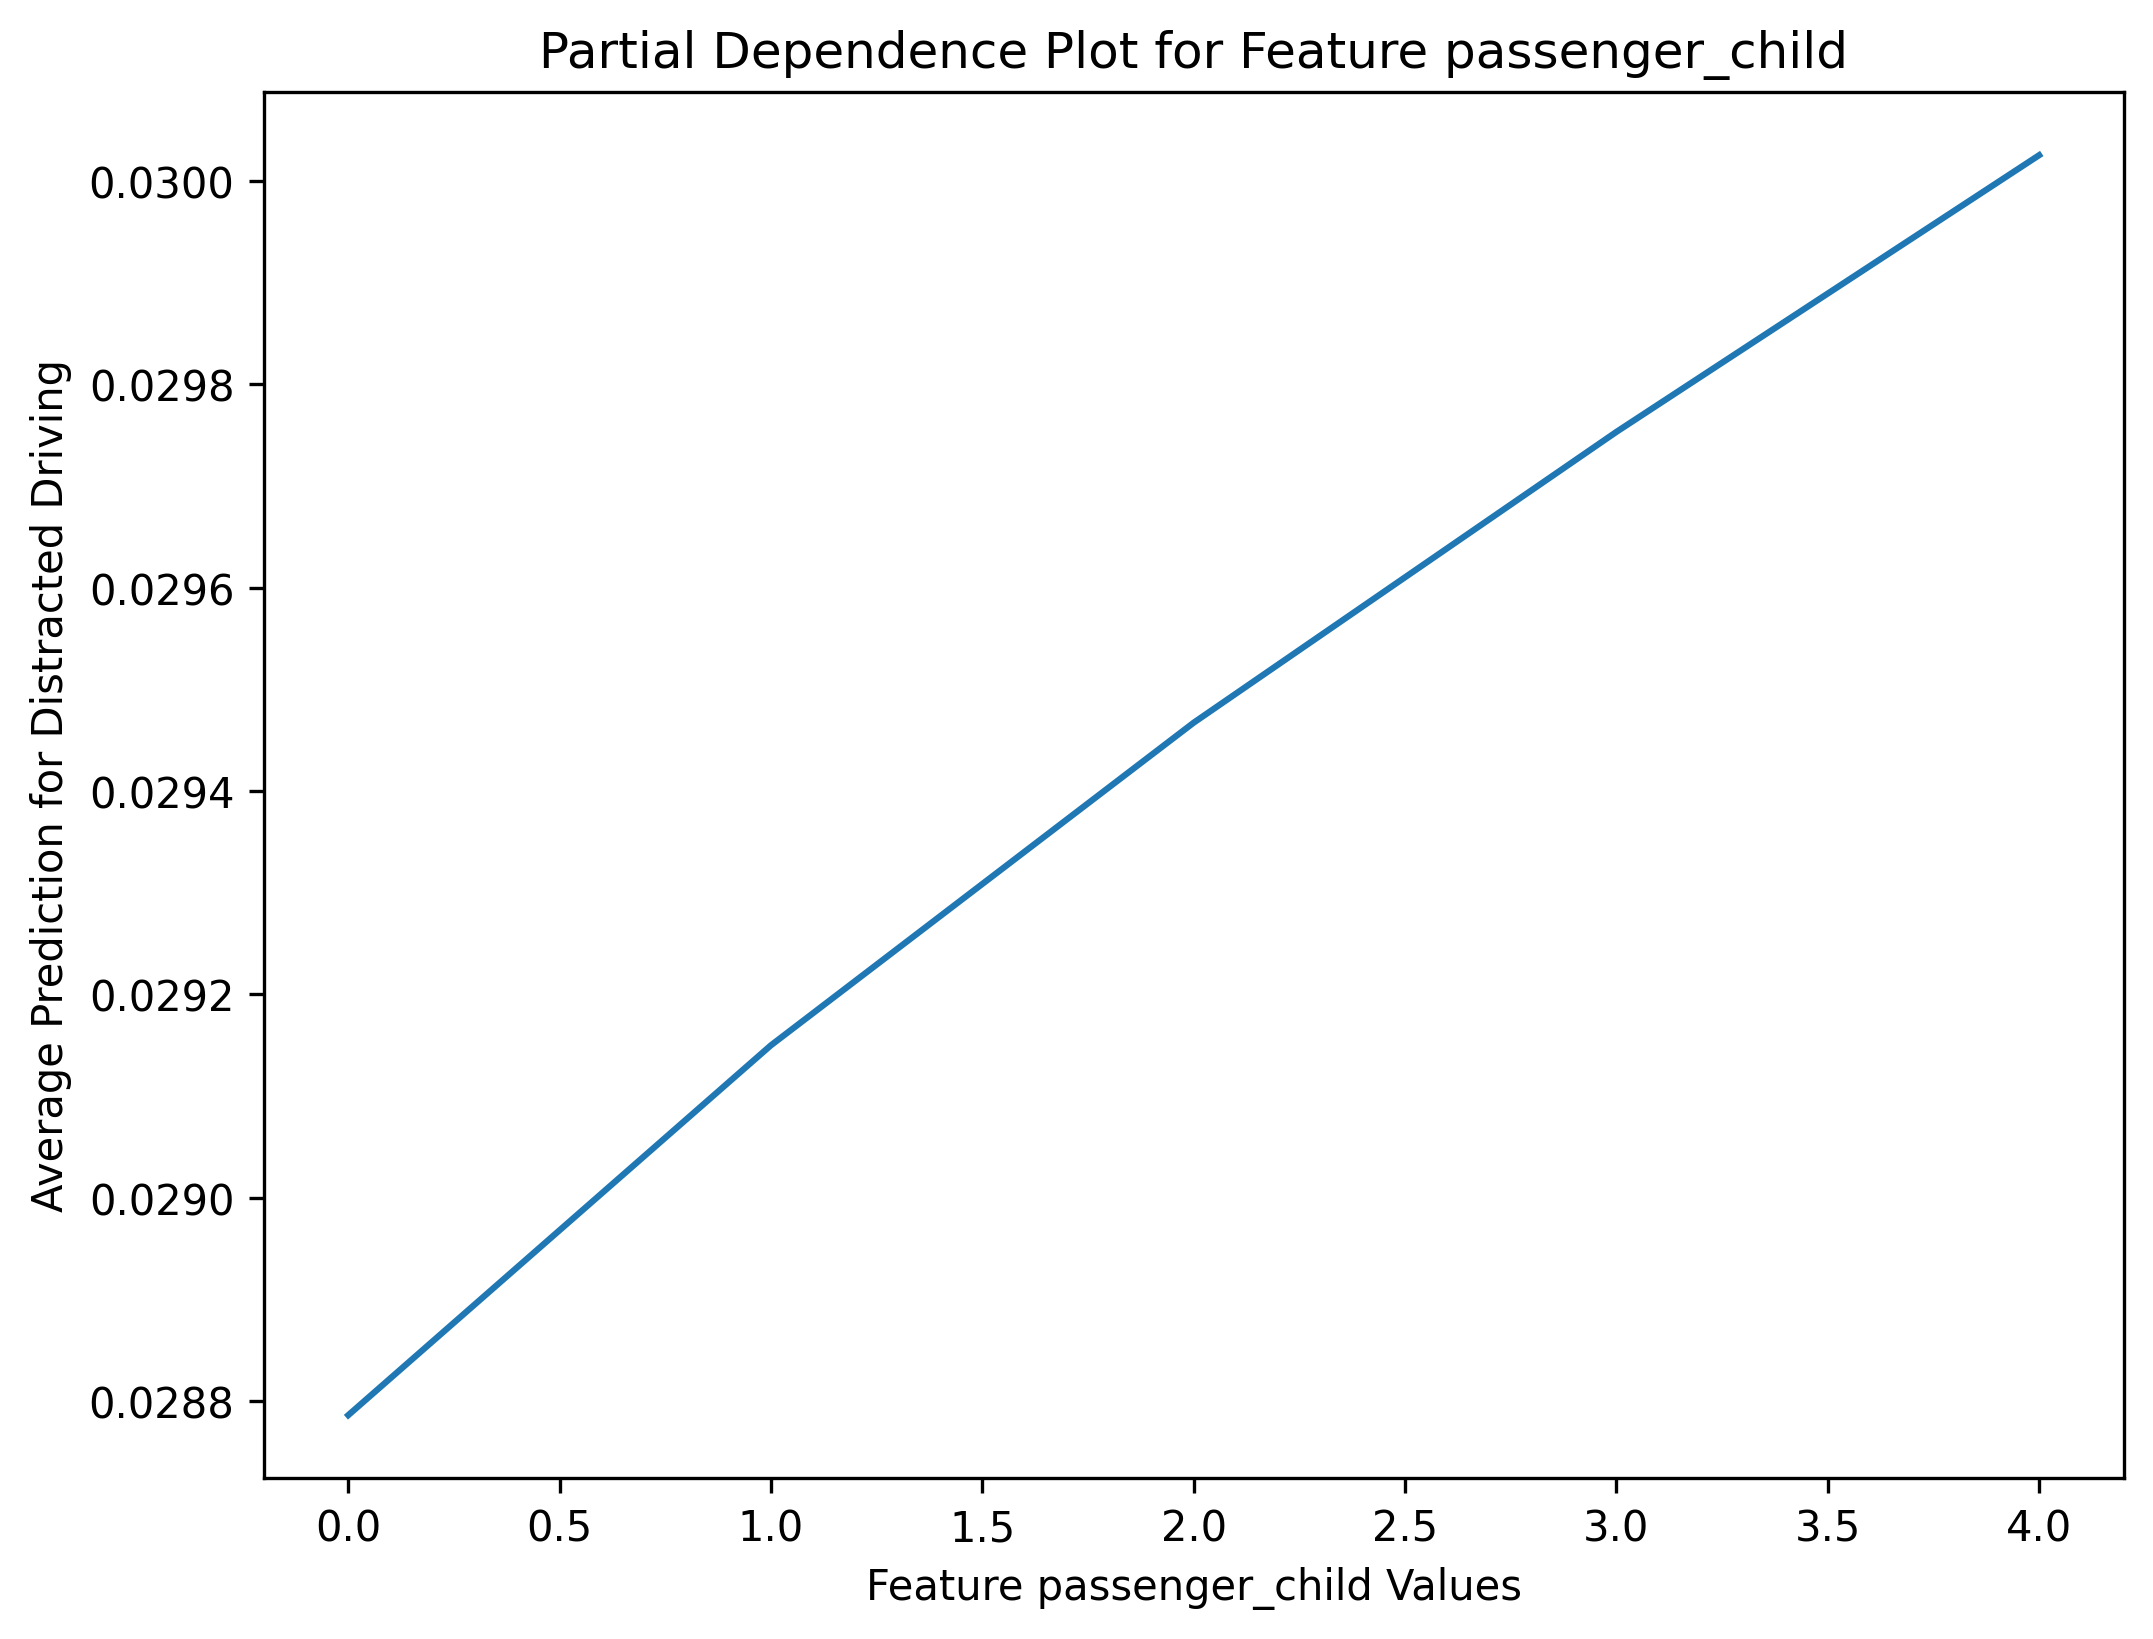 Partial Dependence Plot for Feature passenger_child
Average Prediction for Distracted Driving
0.0300
0.0298
0.0296
0.0294
0.0292
0.0290
0.0288
0.0 0.5 1.0 1.5 2.0 2.5 3.0 3.5 4.0
Feature passenger_child Values